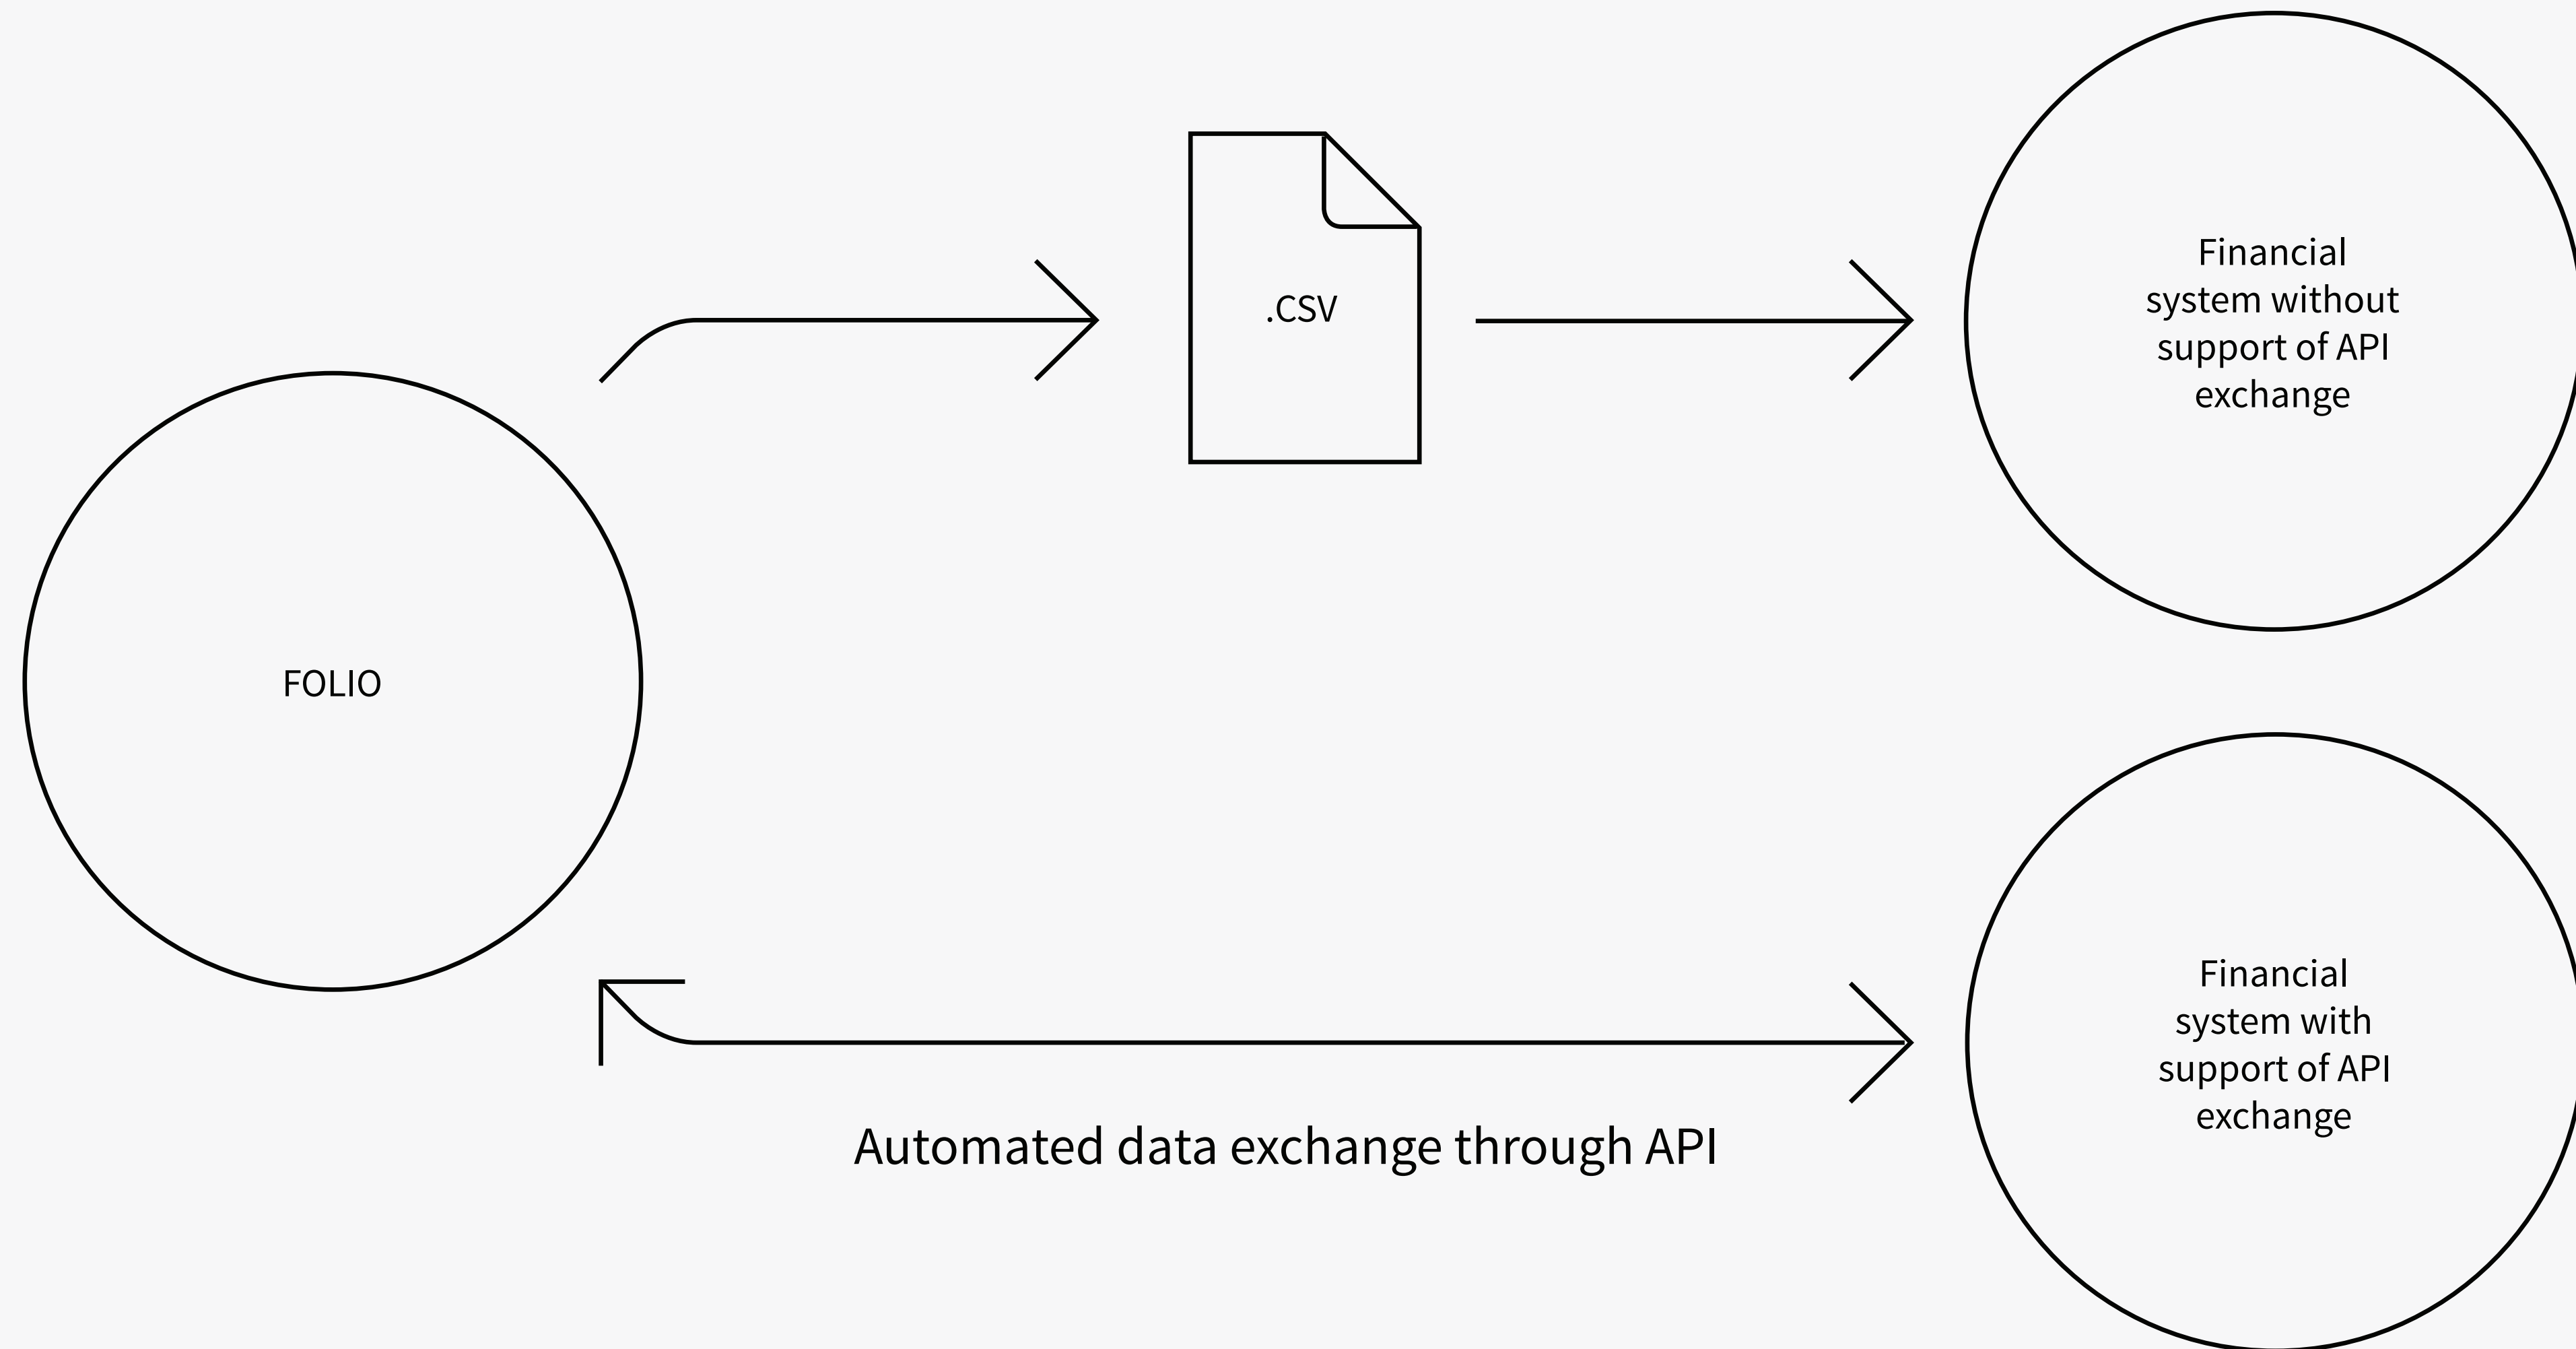 FOLIO
.CSV
Financial
system without
support of API
exchange
Financial
system with
support of API
exchange
Automated data exchange through API